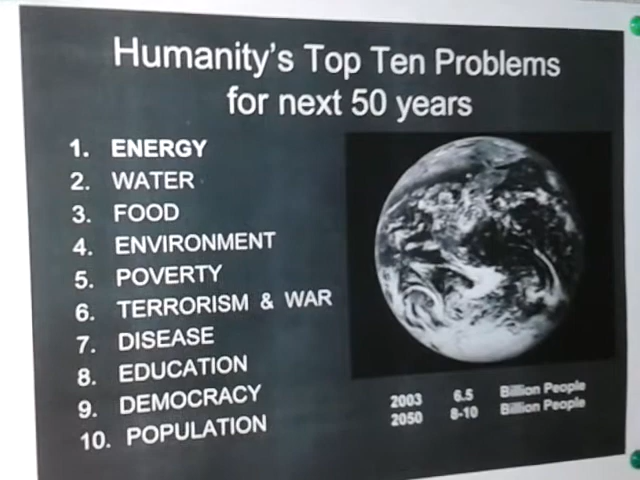 Humanity's Top Ten Problems
for next 50 years
1. ENERGY
2. WATER
3. FOOD
4. ENVIRONMENT
5. POVERTY
6. TERRORISM & WAR
7. DISEASE
8. EDUCATION
9. DEMOCRACY
10. POPULATION
2003 6.5 Billion People
2050 8-10 Billion People